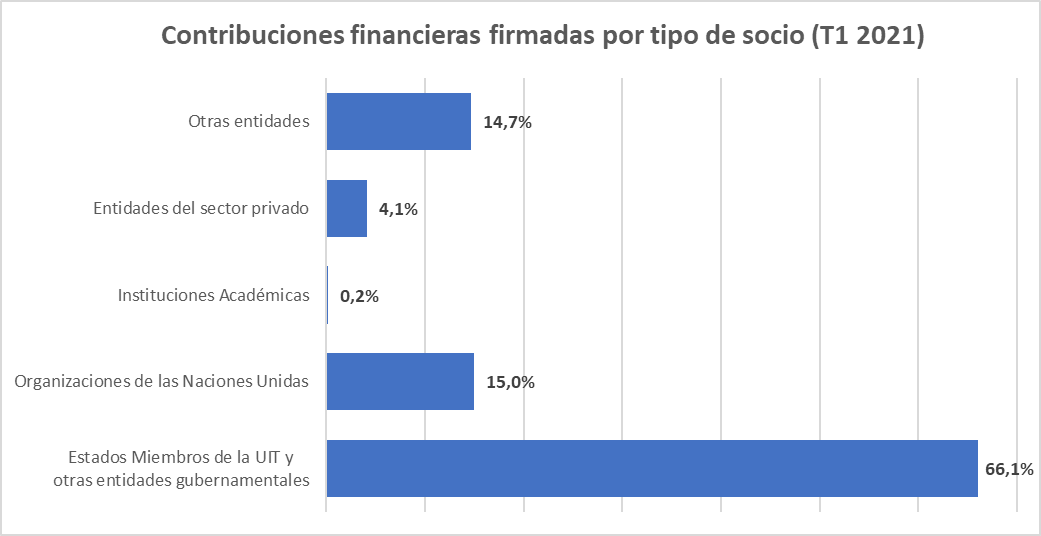 Contribuciones financieras firmadas por tipo de socio (T1 2021)
Otras entidades
14,7%
Entidades del sector privado
4,1%
Instituciones Académicas
0,2%
Organizaciones de las Naciones Unidas
15,0%
Estados Miembros de la UIT y
otras entidades gubernamentales
66,1%